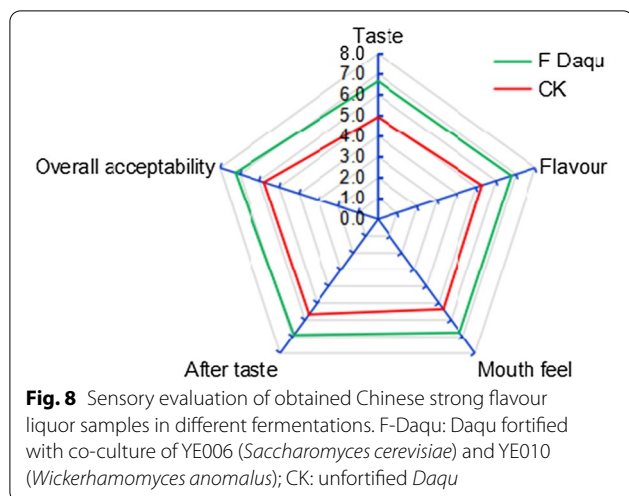 Taste
8.0
7.0
6.0
5.0
4.0
3.0
2.0
1.0
0.0
F Daqu
CK
Overall acceptability
Flavour
After taste
Mouth feel
Fig. 8 Sensory evaluation of obtained Chinese strong flavour
liquor samples in different fermentations. F-Daqu: Daqu fortified
with co-culture of YE006 (Saccharomyces cerevisiae) and YE010
(Wickerhamomyces anomalus); CK: unfortified Daqu